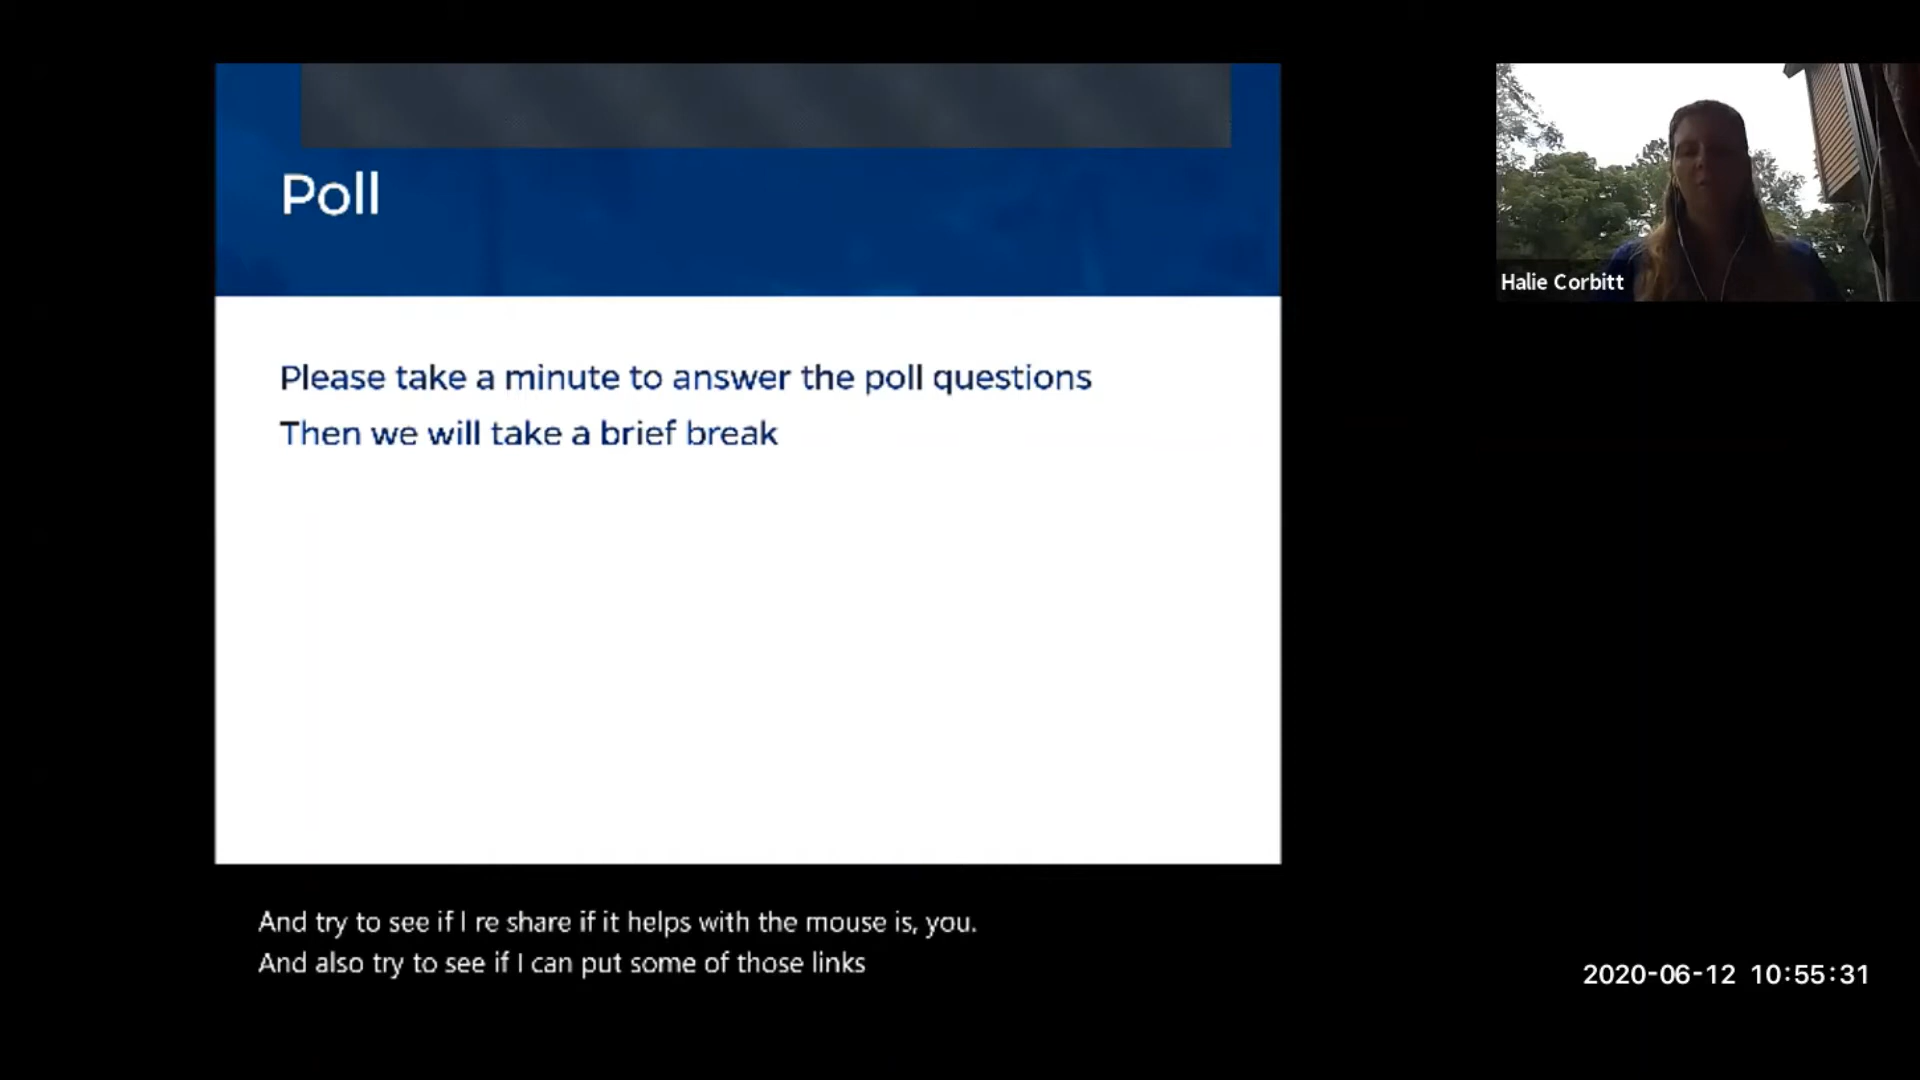 Poll
Please take a minute to answer the poll questions
Then we will take a brief break
Halie Corbitt
And try to see if I re share if it helps with the mouse is, you.
And also try to see if I can put some of those links
2020-06-12 10:55:31